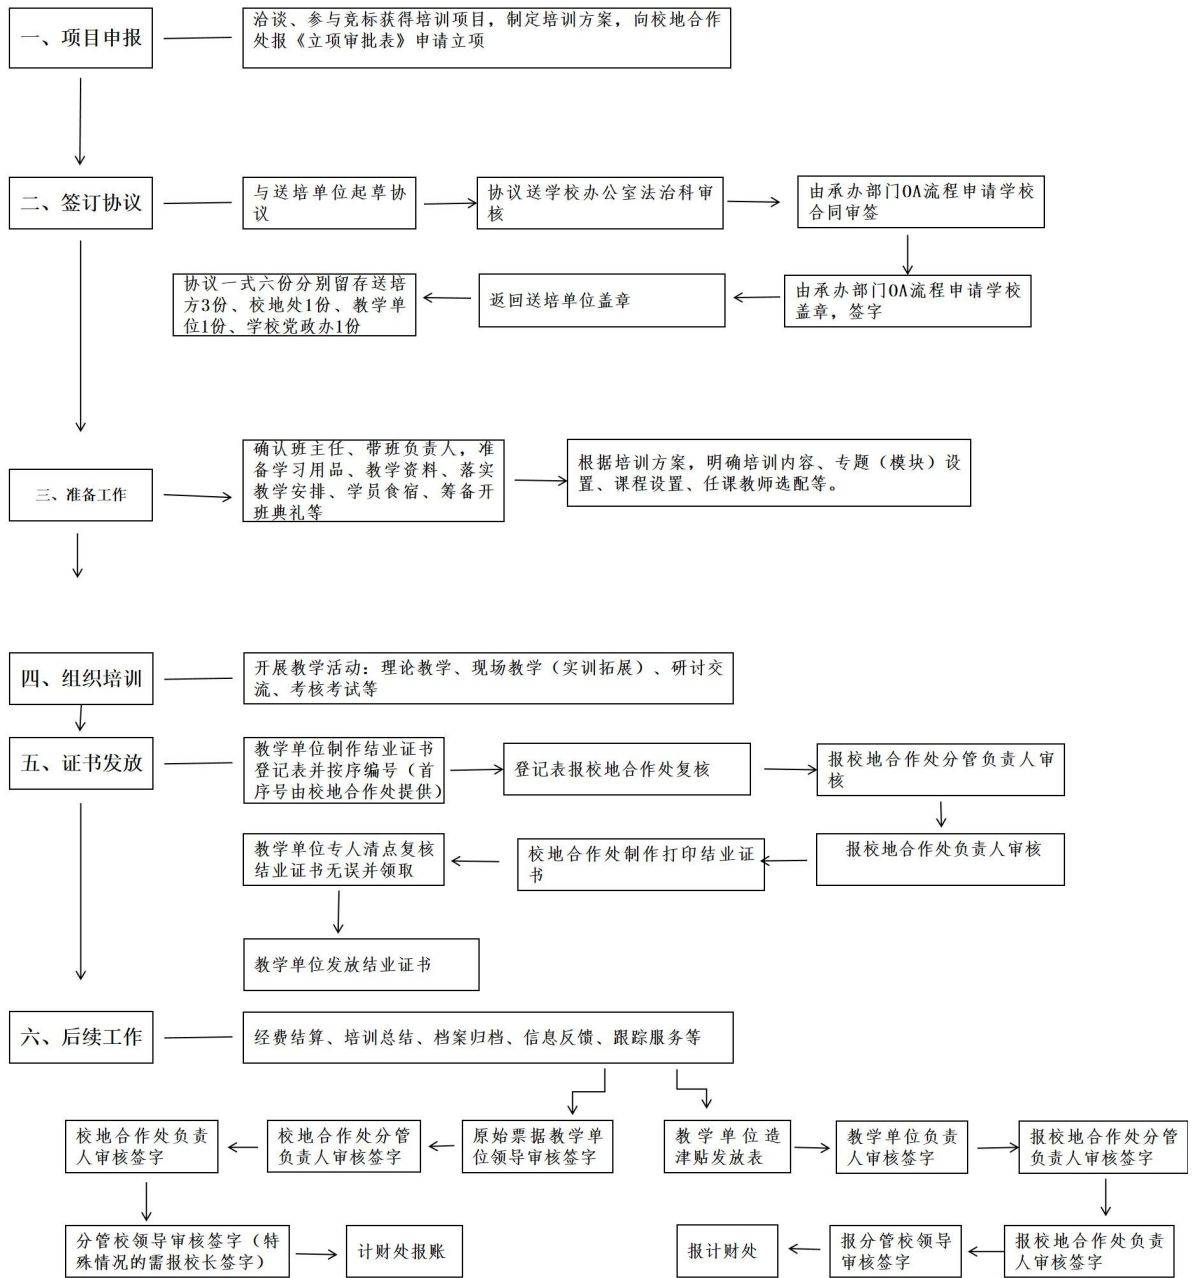 一、项目申报
洽谈、参与竞标获得培训项目，制定培训方案，向校地合作
处报《立项审批表》申请立项
二、签订协议
与送培单位起草协
议
协议送学校办公室法治科审
核
由承办部门OA流程申请学校
合同审签
由承办部门OA流程申请学校
盖章，签字
返回送培单位盖章
协议一式六份分别留存送培
方3份、校地处1份、教学单
位1份、学校党政办1份
三、准备工作
确认班主任、带班负责人，准
备学习用品、教学资料、落实
教学安排、学员食宿、筹备开
班典礼等
根据培训方案，明确培训内容、专题（模块）设
置、课程设置、任课教师选配等。
四、组织培训
开展教学活动：理论教学、现场教学（实训拓展）、研讨交
流、考核考试等
五、证书发放
教学单位制作结业证书
登记表并按序编号（首
序号由校地合作处提供）
登记表报校地合作处复核
报校地合作处分管负责人审
核
报校地合作处负责人审核
校地合作处制作打印结业证
书
教学单位专人清点复核
结业证书无误并领取
教学单位发放结业证书
六、后续工作
经费结算、培训总结、档案归档、信息反馈、跟踪服务等
原始票据教学单
位领导审核签字
校地合作处分管
负责人审核签字
校地合作处负责
人审核签字
分管校领导审核签字（特
殊情况的需报校长签字）
计财处报账
教学单位造
津贴发放表
教学单位负责
人审核签字
报校地合作处分管
负责人审核签字
报校地合作处负责
人审核签字
报分管校领导
审核签字
报计财处